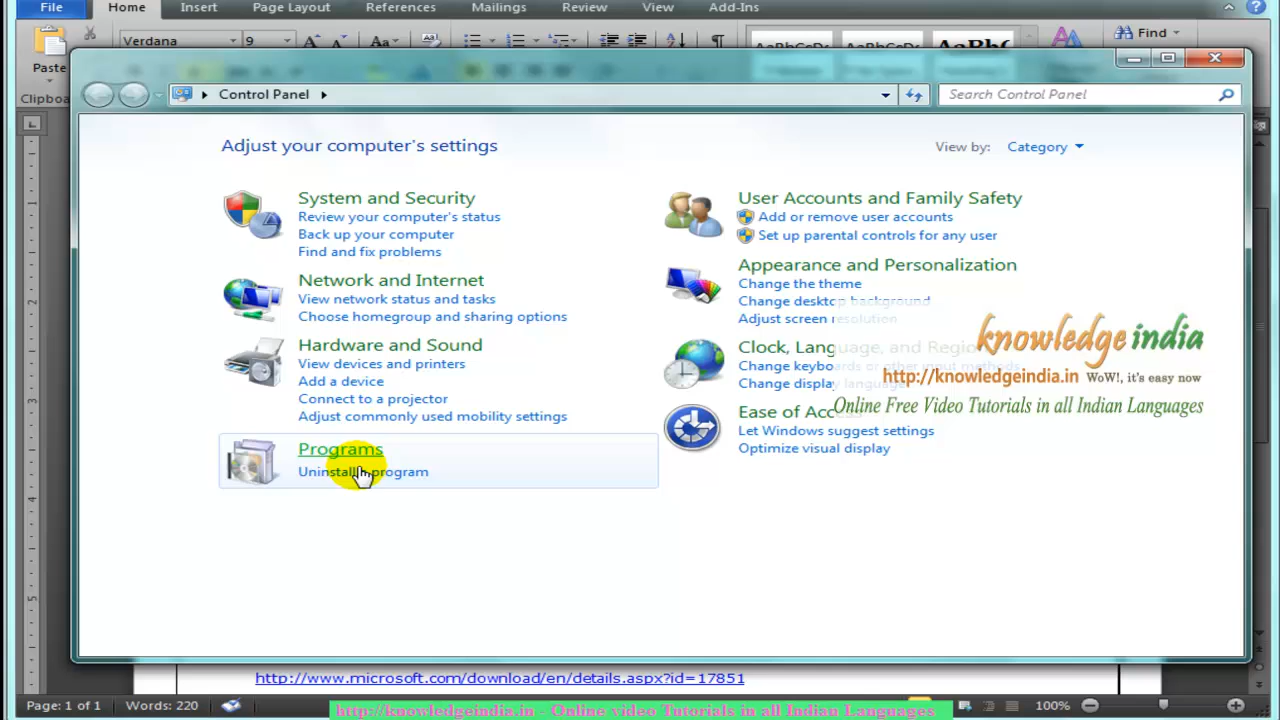 File Home Insert Page Layout References Mailings Review View Add-Ins
Verdana 9 Aa Find
Paste
Control Panel Search Control Panel
Adjust your computer's settings
View by: Category
System and Security
Review your computer's status
Back up your computer
Find and fix problems
Network and Internet
View network status and tasks
Choose homegroup and sharing options
Hardware and Sound
View devices and printers
Add a device
Connect to a projector
Adjust commonly used mobility settings
Programs
Uninstall program
User Accounts and Family Safety
Add or remove user accounts
Set up parental controls for any user
Appearance and Personalization
Change the theme
Change desktop background
Adjust screen resolution
Clock, Language, and Regio
Change keyboards or other input methods
Change display language
Ease of Acc
Let Windows suggest settings
Optimize visual display
knowledge india
http://knowledgeindia.in WoW!, it's easy now
Online Free Video Tutorials in all Indian Languages
http://www.microsoft.com/download/en/details.aspx?id=17851
Page: 1 of 1 Words: 220 100%
http://knowledgeindia.in - Online video Tutorials in all Indian Languages